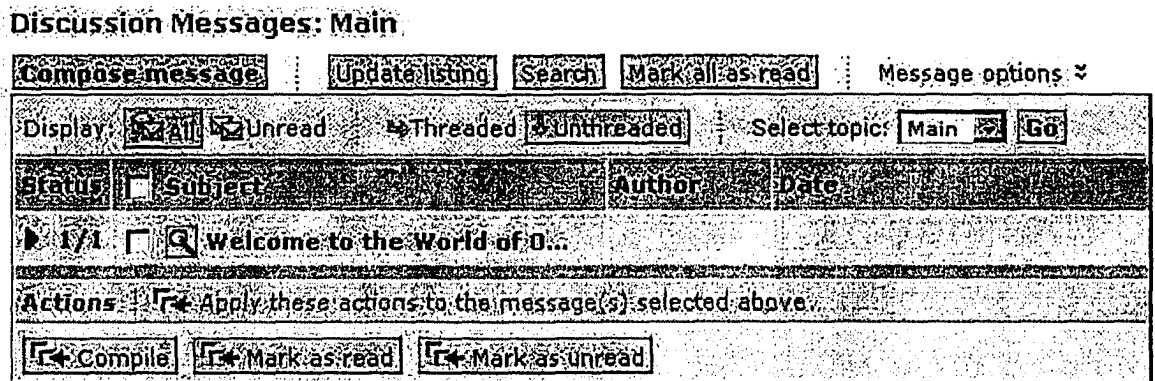 Discussion Messages: Main
Compose message Update listing Search Mark all as read Message options
Display: All Unread Threaded Unthreaded Select topic: Main Go
Status Subject Author Date
1/1 Welcome to the World of O...
Actions Apply these actions to the message(s) selected above.
Compile Mark as read Mark as unread